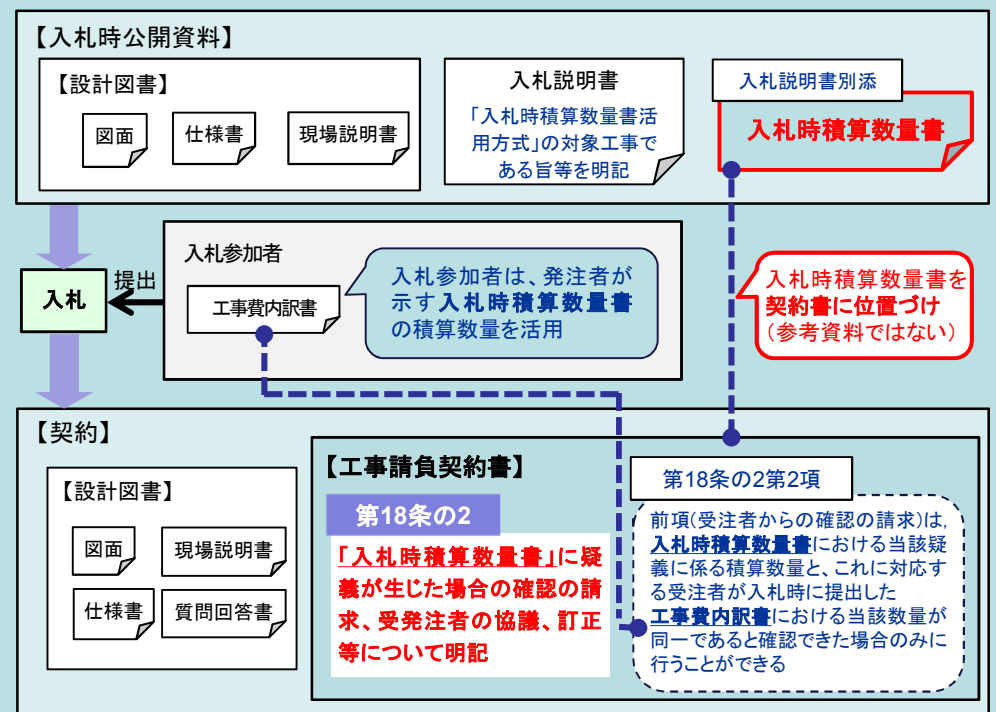 【入札時公開資料】
【設計図書】
図面
仕様書
現場説明書
入札説明書
「入札時積算数量書活
用方式」の対象工事で
ある旨等を明記
入札説明書別添
入札時積算数量書
入札
提出
入札参加者
工事費内訳書
入札参加者は、発注者が
示す入札時積算数量書
の積算数量を活用
入札時積算数量書を
契約書に位置づけ
(参考資料ではない)
【契約】
【設計図書】
図面
現場説明書
仕様書
質問回答書
【工事請負契約書】
第18条の2
「入札時積算数量書」に疑
義が生じた場合の確認の請
求、受発注者の協議、訂正
等について明記
第18条の2第2項
前項(受注者からの確認の請求)は,
入札時積算数量書における当該疑
義に係る積算数量と、これに対応す
る受注者が入札時に提出した
工事費内訳書における当該数量が
同一であると確認できた場合のみに
行うことができる